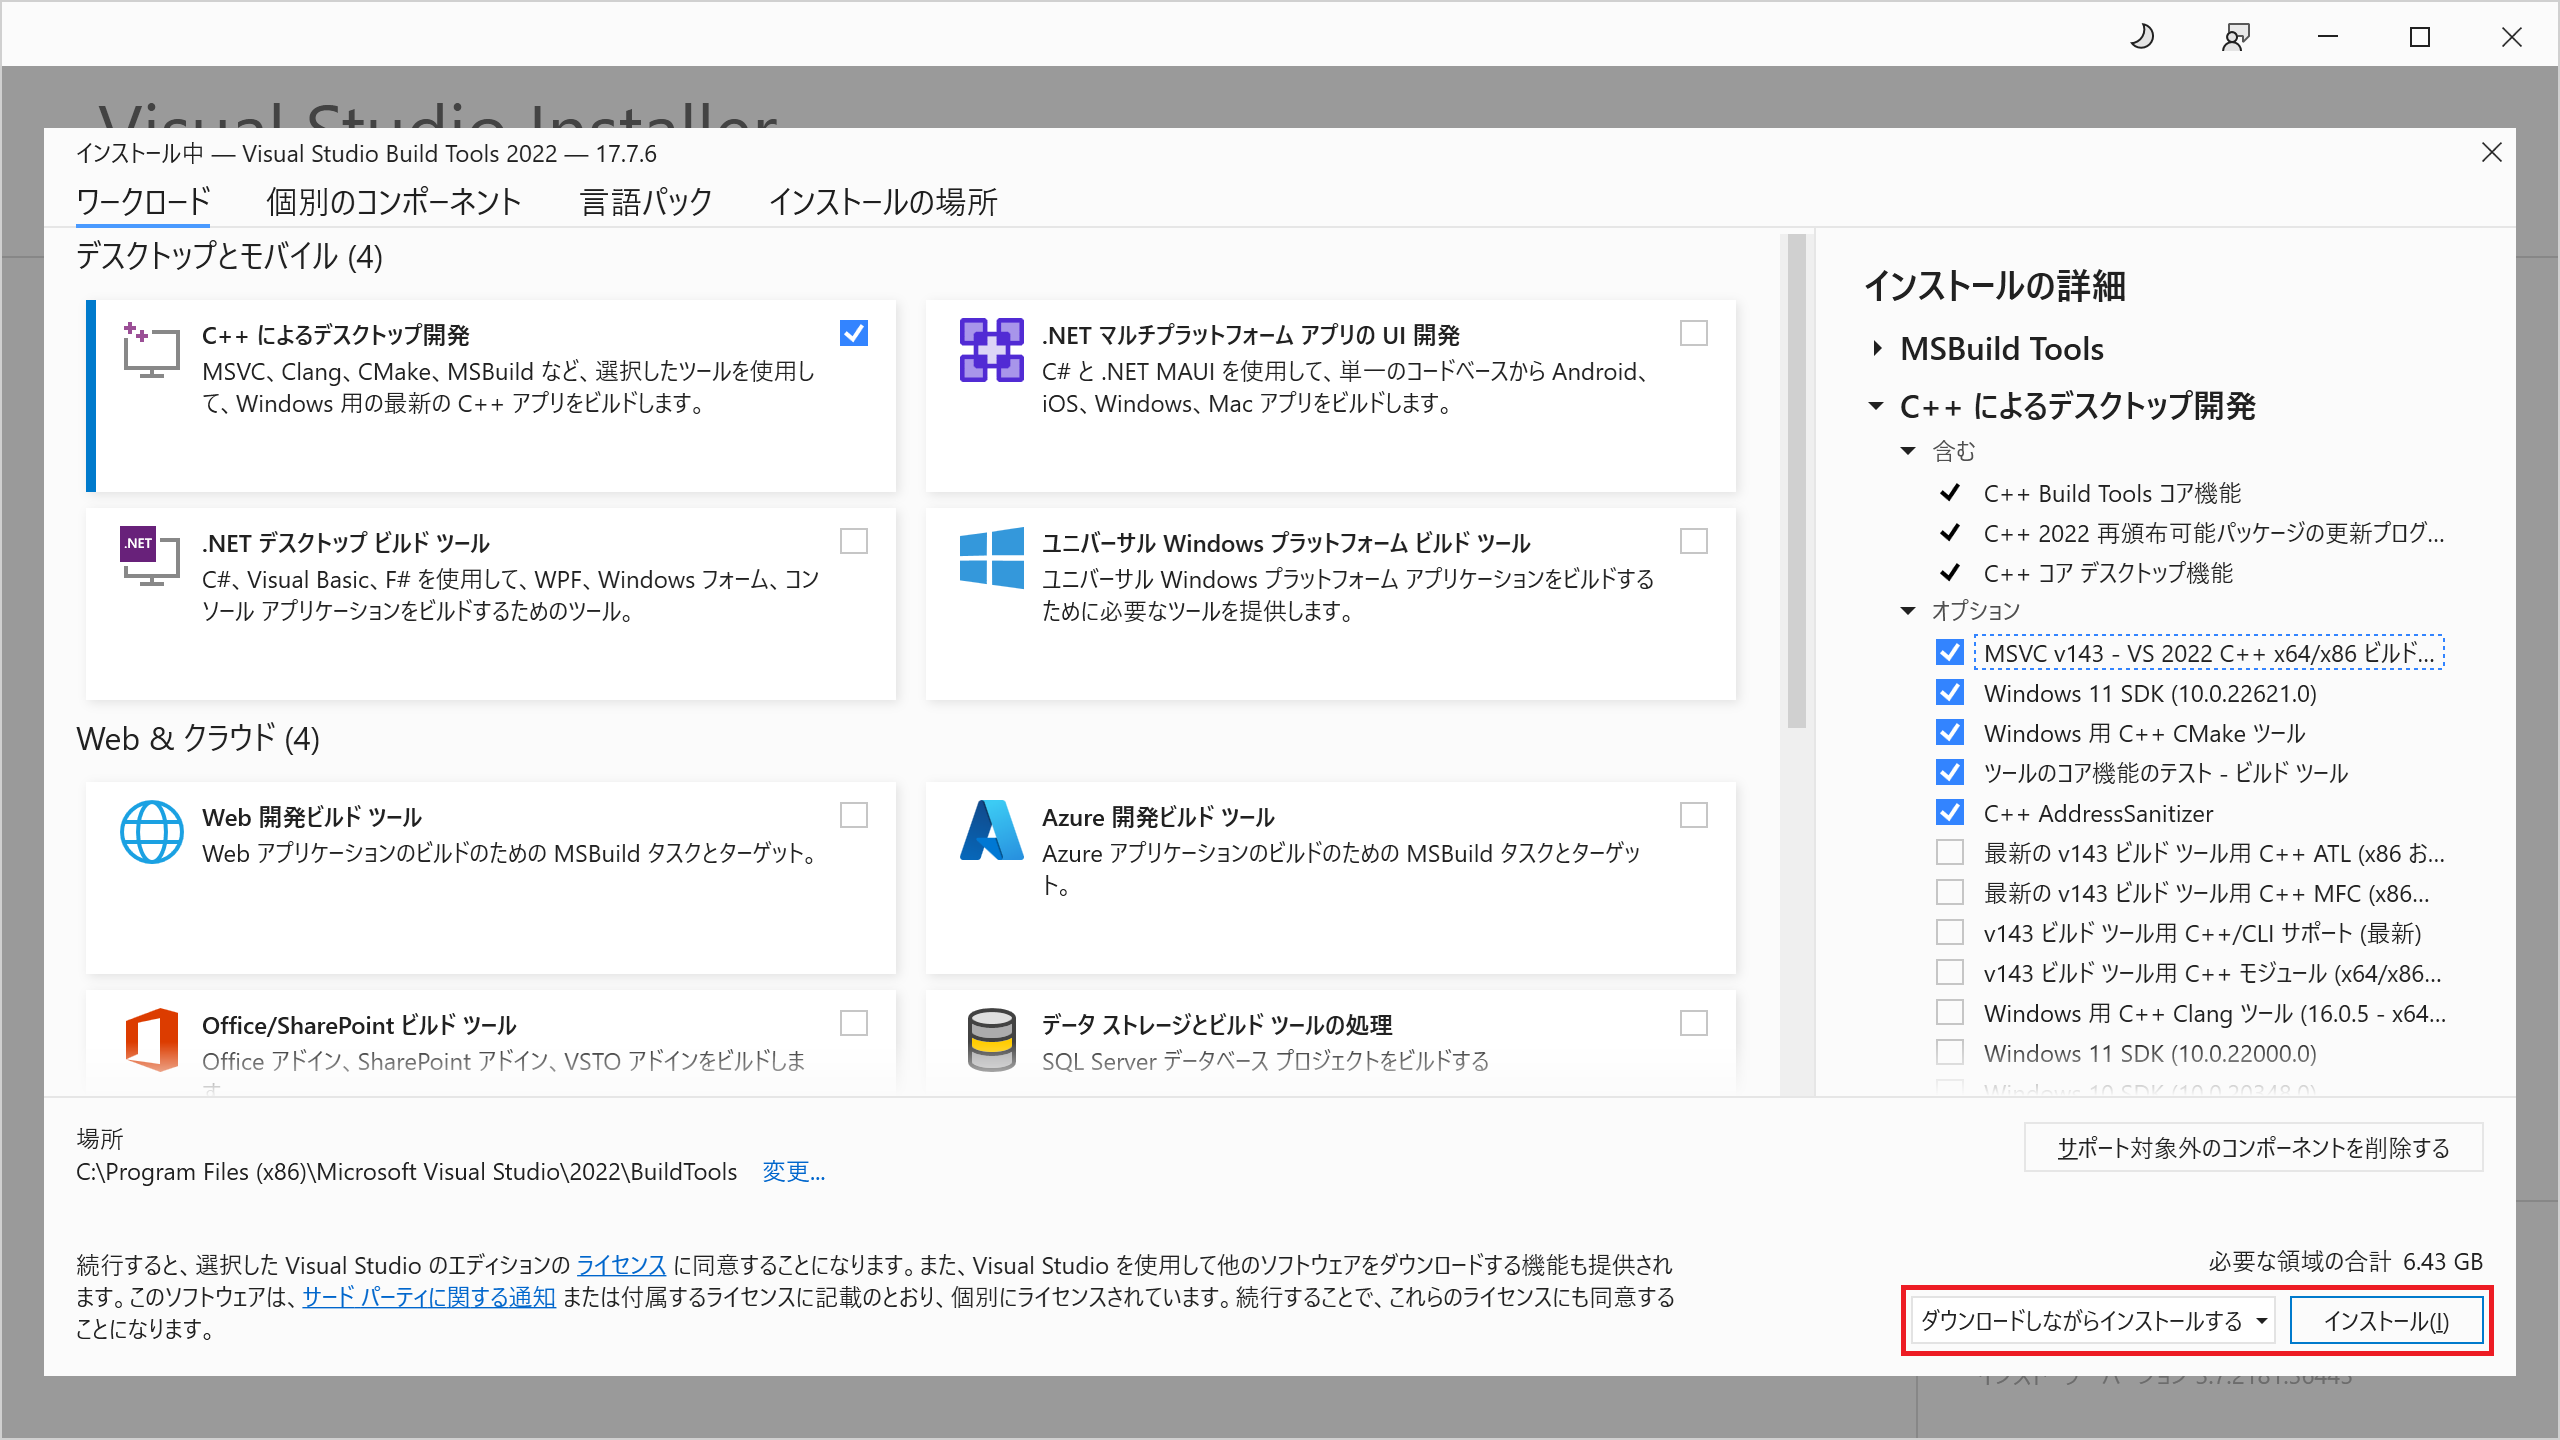 Visual Studio Installer
インストール中 — Visual Studio Build Tools 2022 — 17.7.6
ワークロード 個別のコンポーネント 言語パック インストールの場所
デスクトップとモバイル (4)
C++ によるデスクトップ開発
MSVC、Clang、CMake、MSBuild など、選択したツールを使用し
て、Windows 用の最新の C++ アプリをビルドします。
.NET マルチプラットフォーム アプリの UI 開発
C# と .NET MAUI を使用して、単一のコードベースから Android、
iOS、Windows、Mac アプリをビルドします。
.NET
.NET デスクトップ ビルド ツール
C#、Visual Basic、F# を使用して、WPF、Windows フォーム、コン
ソール アプリケーションをビルドするためのツール。
ユニバーサル Windows プラットフォーム ビルド ツール
ユニバーサル Windows プラットフォーム アプリケーションをビルドする
ために必要なツールを提供します。
Web & クラウド (4)
Web 開発ビルド ツール
Web アプリケーションのビルドのための MSBuild タスクとターゲット。
Azure 開発ビルド ツール
Azure アプリケーションのビルドのための MSBuild タスクとターゲッ
ト。
Office/SharePoint ビルド ツール
Office アドイン、SharePoint アドイン、VSTO アドインをビルドしま
す
データ ストレージとビルド ツールの処理
SQL Server データベース プロジェクトをビルドする
インストールの詳細
MSBuild Tools
C++ によるデスクトップ開発
含む
C++ Build Tools コア機能
C++ 2022 再頒布可能パッケージの更新プログ...
C++ コア デスクトップ機能
オプション
MSVC v143 - VS 2022 C++ x64/x86 ビルド...
Windows 11 SDK (10.0.22621.0)
Windows 用 C++ CMake ツール
ツールのコア機能のテスト - ビルド ツール
C++ AddressSanitizer
最新の v143 ビルド ツール用 C++ ATL (x86 お...
最新の v143 ビルド ツール用 C++ MFC (x86...
v143 ビルド ツール用 C++/CLI サポート (最新)
v143 ビルド ツール用 C++ モジュール (x64/x86...
Windows 用 C++ Clang ツール (16.0.5 - x64...
Windows 11 SDK (10.0.22000.0)
Windows 10 SDK (10.0.20348.0)
場所
C:\Program Files (x86)\Microsoft Visual Studio\2022\BuildTools 変更...
サポート対象外のコンポーネントを削除する
続行すると、選択した Visual Studio のエディションの ライセンス に同意することになります。また、Visual Studio を使用して他のソフトウェアをダウンロードする機能も提供され
ます。このソフトウェアは、サード パーティに関する通知 または付属するライセンスに記載のとおり、個別にライセンスされています。続行することで、これらのライセンスにも同意する
ことになります。
必要な領域の合計 6.43 GB
ダウンロードしながらインストールする インストール(I)